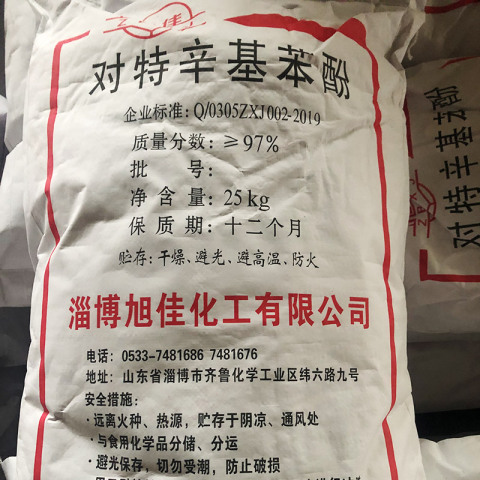 对特辛基苯酚
企业标准:Q/0305ZXJ002-2019
质量分数:≥97%
批　号:
净含量:25kg
保质期:十二个月
贮存:干燥、避光、避高温、防火
淄博旭佳化工有限公司
电话:0533-7481686 7481676
地址:山东省淄博市齐鲁化学工业区纬六路九号
安全措施:
·远离火种、热源,贮存于阴凉、通风处
·与食用化学品分储、分运
·避光保存,切勿受潮,防止破损
对特辛基苯酚